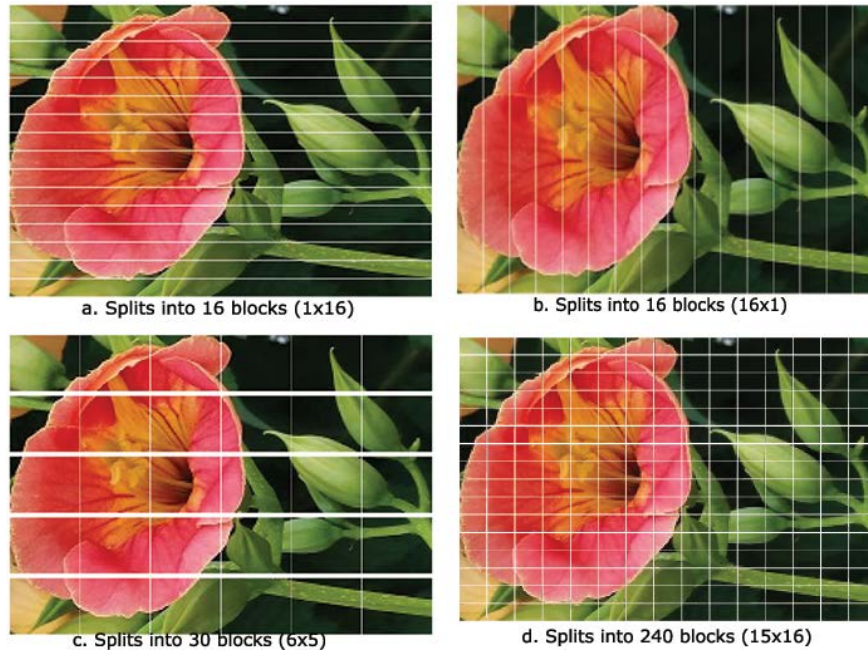 a. Splits into 16 blocks (1x16)
b. Splits into 16 blocks (16x1)
c. Splits into 30 blocks (6x5)
d. Splits into 240 blocks (15x16)